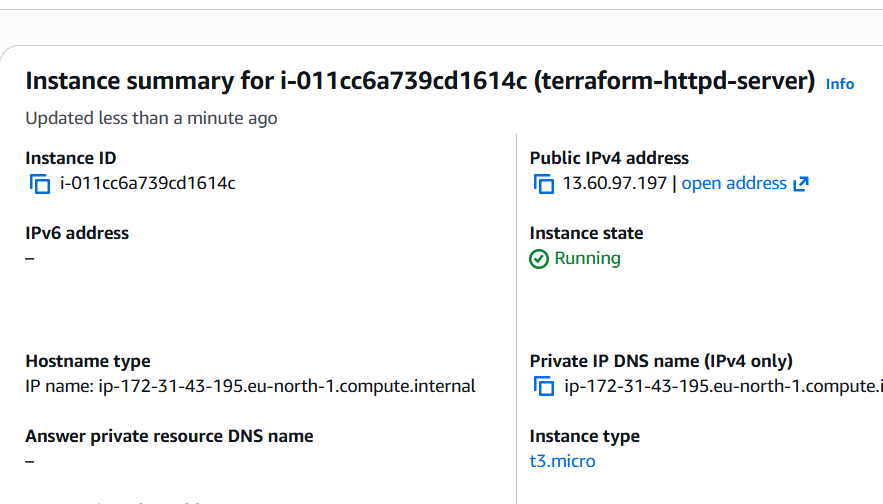 Instance summary for i-011cc6a739cd1614c (terraform-httpd-server) Info
Updated less than a minute ago
Instance ID
i-011cc6a739cd1614c
Public IPv4 address
13.60.97.197 | open address
IPv6 address
–
Instance state
Running
Hostname type
IP name: ip-172-31-43-195.eu-north-1.compute.internal
Private IP DNS name (IPv4 only)
ip-172-31-43-195.eu-north-1.compute.i
Answer private resource DNS name
–
Instance type
t3.micro